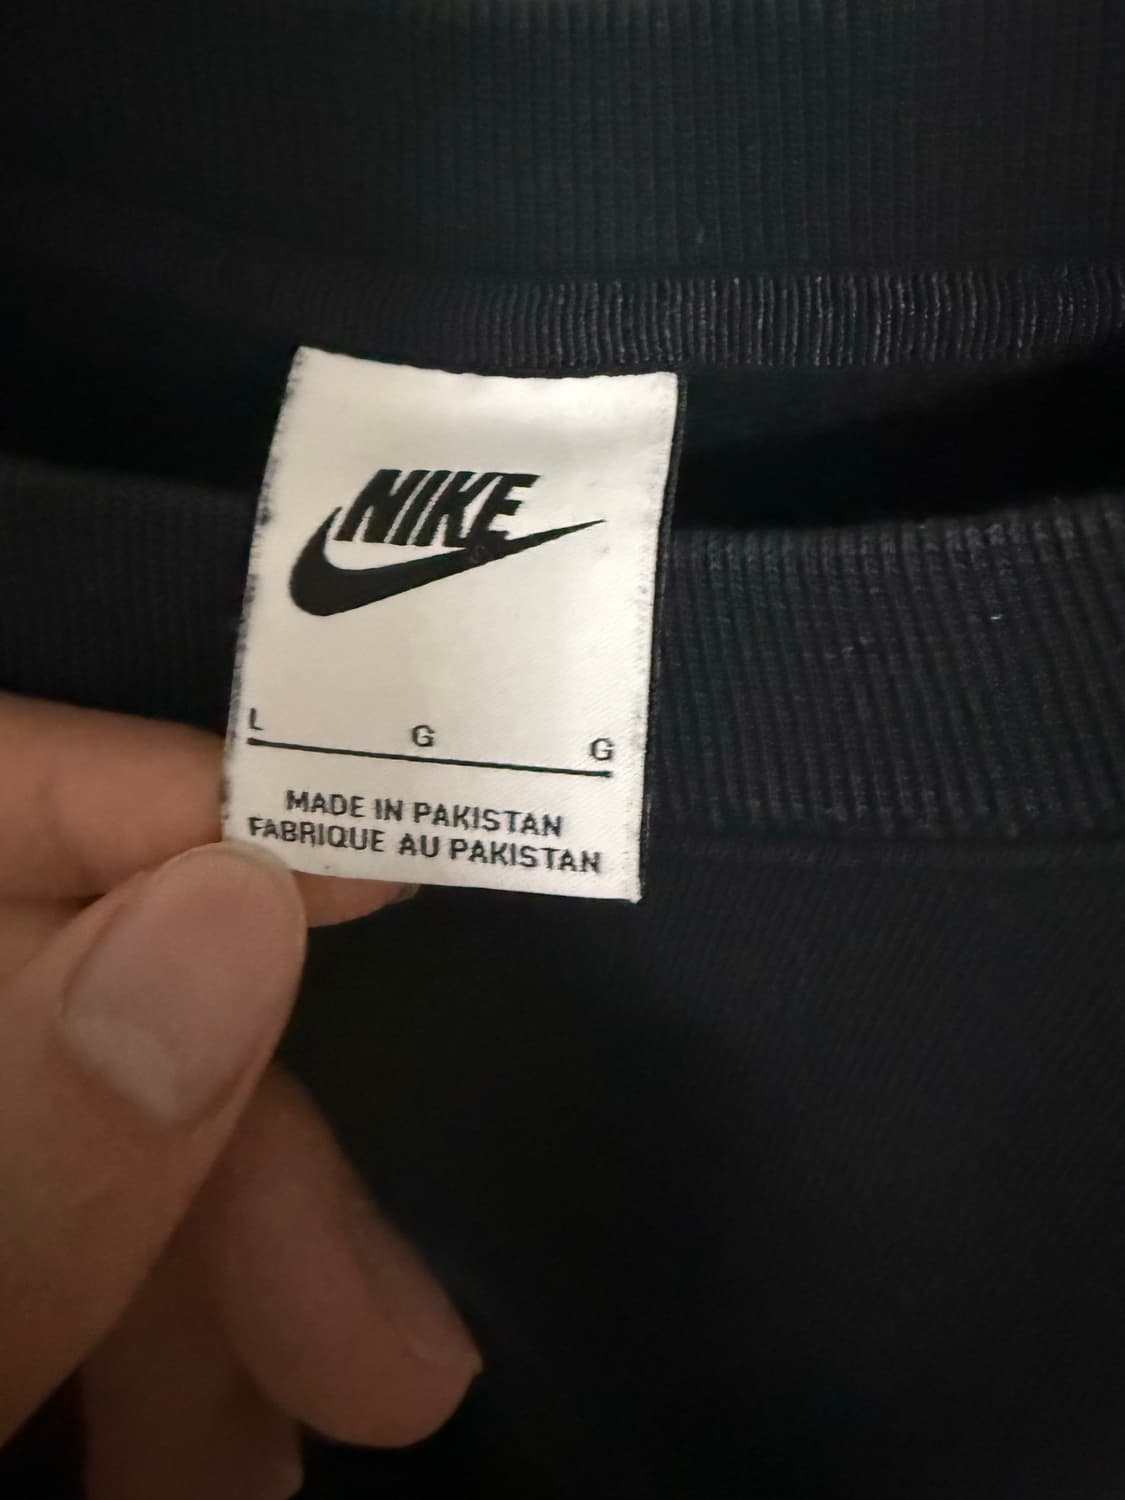 NIKE
L G G
MADE IN PAKISTAN
FABRIQUE AU PAKISTAN